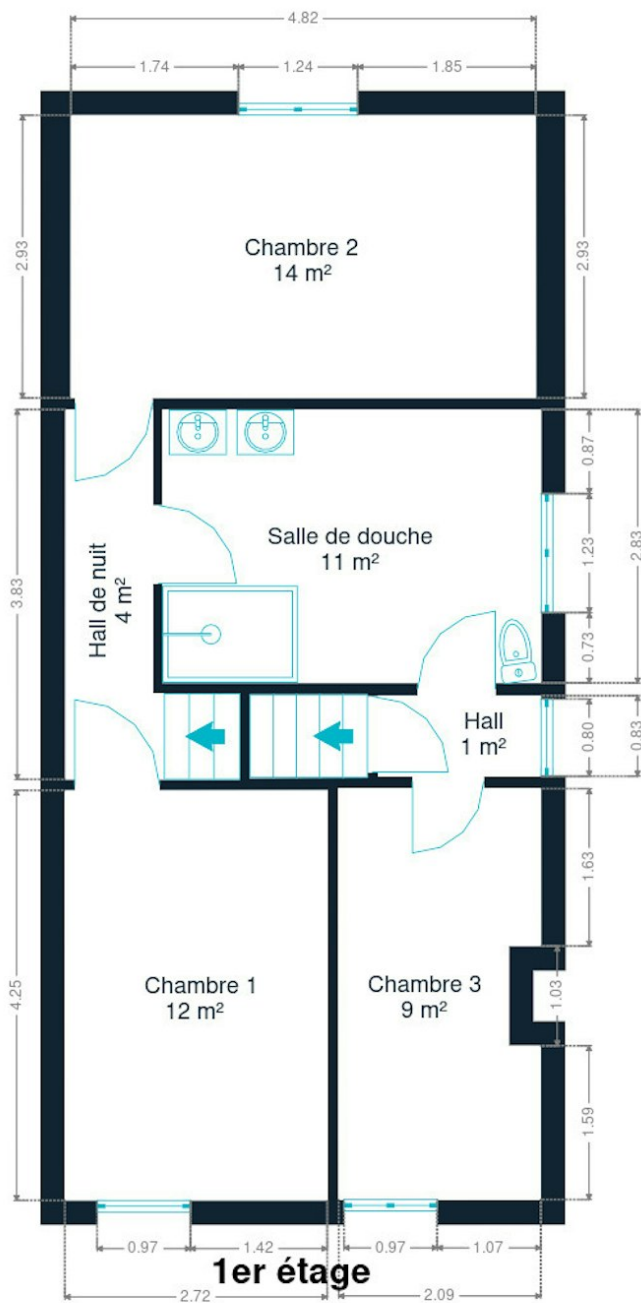 4.82
1.74
1.24
1.85
2.93
2.93
Chambre 2
14 m²
0.87
Salle de douche
11 m²
1.23
2.83
Hall de nuit
4 m²
3.83
0.73
Hall
1 m²
0.80
0.83
1.63
Chambre 1
12 m²
Chambre 3
9 m²
1.03
4.25
1.59
0.97
1.42
0.97
1.07
1er étage
2.72
2.09